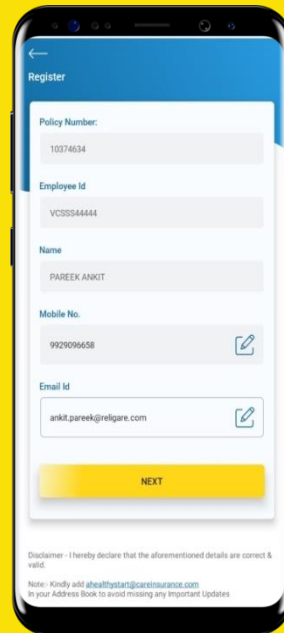 Register
Policy Number:
10374634
Employee Id
VCSSS44444
Name
PAREEK ANKIT
Mobile No.
9929096658
Email Id
ankit.pareek@religare.com
NEXT
Disclaimer - I hereby declare that the aforementioned details are correct &
valid.
Note:- Kindly add ahealthystart@careinsurance.com
in your Address Book to avoid missing any Important Updates